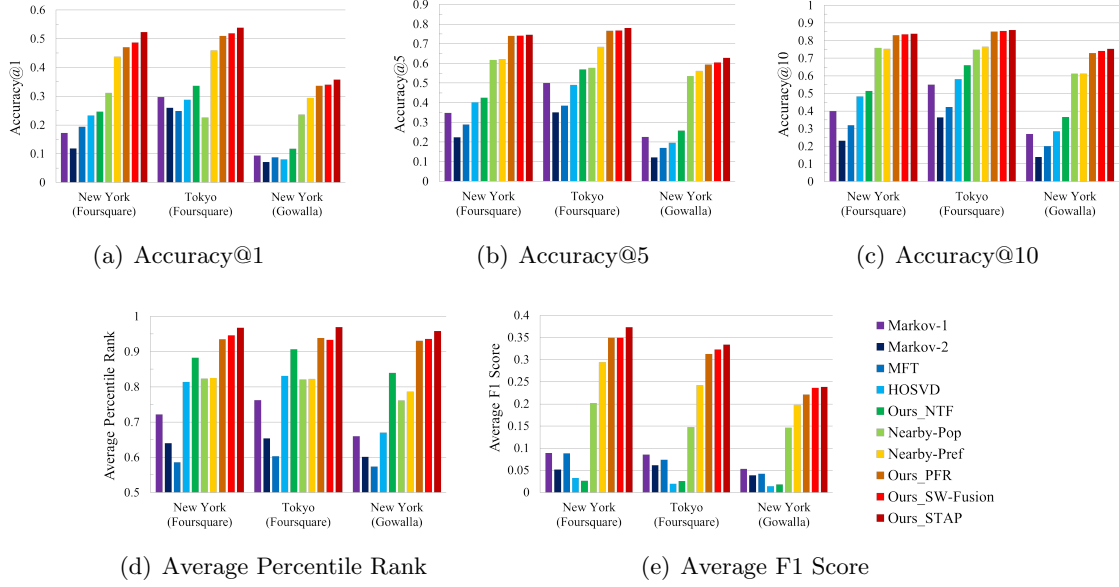 Accuracy@1
0.6
0.5
0.4
0.3
0.2
0.1
0
New York
(Foursquare)
Tokyo
(Foursquare)
New York
(Gowalla)
(a) Accuracy@1
Accuracy@5
0.9
0.8
0.7
0.6
0.5
0.4
0.3
0.2
0.1
0
New York
(Foursquare)
Tokyo
(Foursquare)
New York
(Gowalla)
(b) Accuracy@5
Accuracy@10
1
0.9
0.8
0.7
0.6
0.5
0.4
0.3
0.2
0.1
0
New York
(Foursquare)
Tokyo
(Foursquare)
New York
(Gowalla)
(c) Accuracy@10
Average Percentile Rank
1
0.9
0.8
0.7
0.6
0.5
New York
(Foursquare)
Tokyo
(Foursquare)
New York
(Gowalla)
(d) Average Percentile Rank
Average F1 Score
0.4
0.35
0.3
0.25
0.2
0.15
0.1
0.05
0
New York
(Foursquare)
Tokyo
(Foursquare)
New York
(Gowalla)
(e) Average F1 Score
Markov-1
Markov-2
MFT
HOSVD
Ours_NTF
Nearby-Pop
Nearby-Pref
Ours_PFR
Ours_SW-Fusion
Ours_STAP